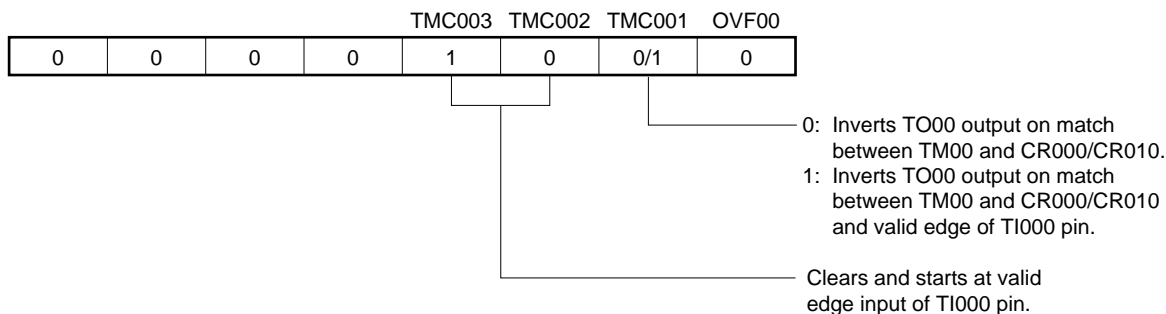 TMC003 TMC002 TMC001 OVF00
0 0 0 0 1 0 0/1 0
0: Inverts TO00 output on match
between TM00 and CR000/CR010.
1: Inverts TO00 output on match
between TM00 and CR000/CR010
and valid edge of TI000 pin.
Clears and starts at valid
edge input of TI000 pin.